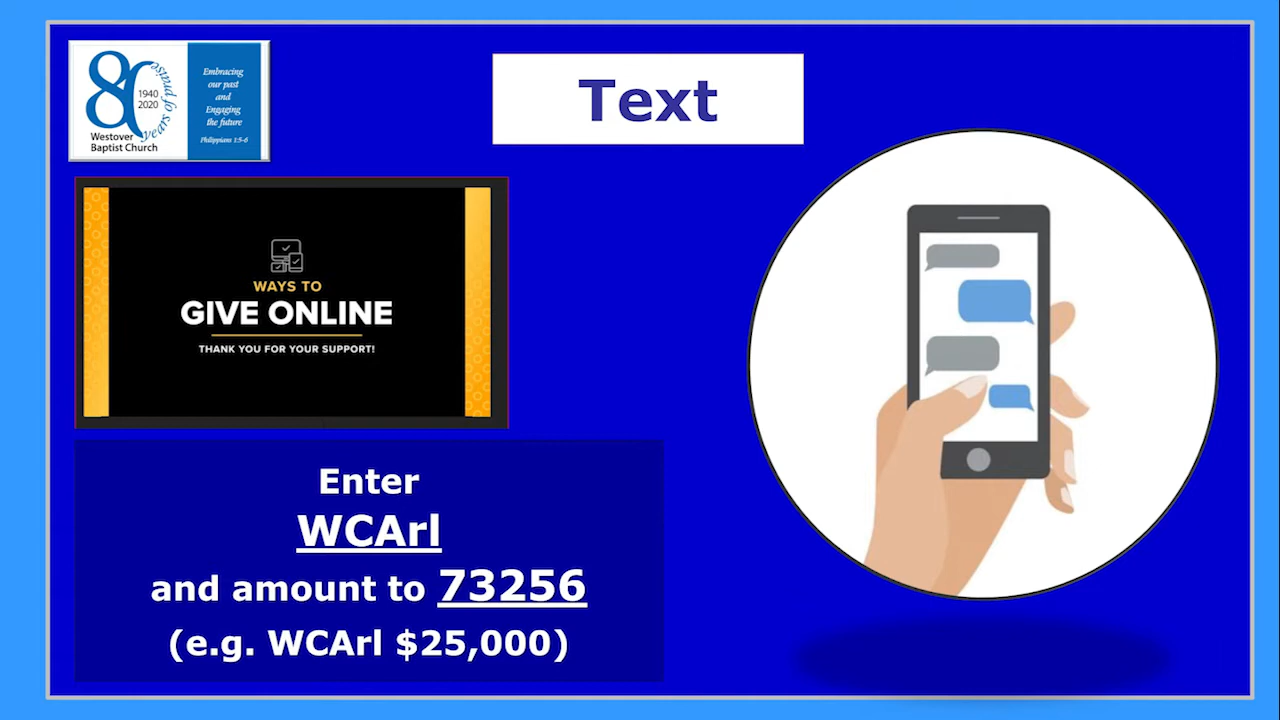 80
years of praise
1940
2020
Westover
Baptist Church
Embracing
our past
and
Engaging
the future
Philippians 1:5-6
Text
WAYS TO
GIVE ONLINE
THANK YOU FOR YOUR SUPPORT!
Enter
WCArl
and amount to 73256
(e.g. WCArl $25,000)